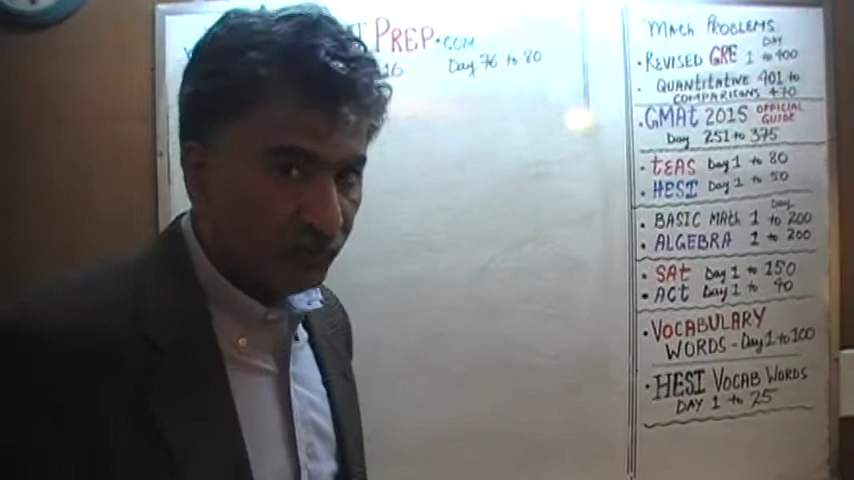 T PREP.COM
16 Day 76 to 80
MATH PROBLEMS
DAY
• REVISED GRE 1 to 400
• QUANTITATIVE 401 to
COMPARISONS 470
• GMAT 2015 OFFICIAL
GUIDE
Day 251 to 375
• TEAS Day 1 to 80
• HESI Day 1 to 50
Day
• BASIC MATH 1 to 200
• ALGEBRA 1 to 200
• SAT Day 1 to 150
• ACT Day 1 to 90
• VOCABULARY
WORDS - Day 1 to 100
• HESI VOCAB WORDS
DAY 1 to 25